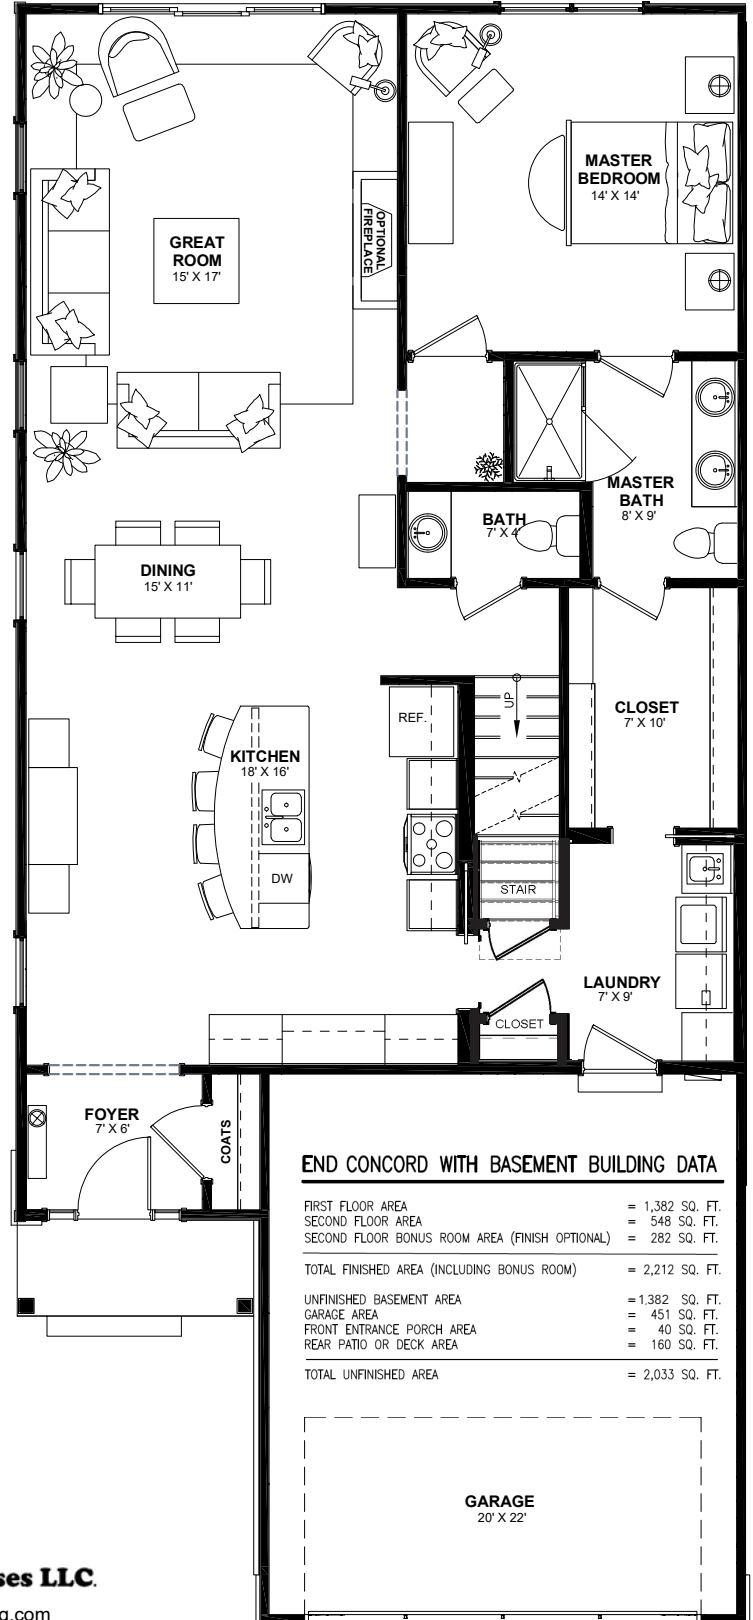 GREAT
ROOM
15' X 17'
OPTIONAL
FIREPLACE
MASTER
BEDROOM
14' X 14'
MASTER
BATH
8' X 9'
BATH
7' X 4'
DINING
15' X 11'
REF.
UP
CLOSET
7' X 10'
KITCHEN
18' X 16'
DW
STAIR
LAUNDRY
7' X 9'
CLOSET
FOYER
7' X 6'
COATS
END CONCORD WITH BASEMENT BUILDING DATA
FIRST FLOOR AREA = 1,382 SQ. FT.
SECOND FLOOR AREA = 548 SQ. FT.
SECOND FLOOR BONUS ROOM AREA (FINISH OPTIONAL) = 282 SQ. FT.
TOTAL FINISHED AREA (INCLUDING BONUS ROOM) = 2,212 SQ. FT.
UNFINISHED BASEMENT AREA =1,382 SQ. FT.
GARAGE AREA = 451 SQ. FT.
FRONT ENTRANCE PORCH AREA = 40 SQ. FT.
REAR PATIO OR DECK AREA = 160 SQ. FT.
TOTAL UNFINISHED AREA = 2,033 SQ. FT.
GARAGE
20' X 22'
ses LLC.
g.com